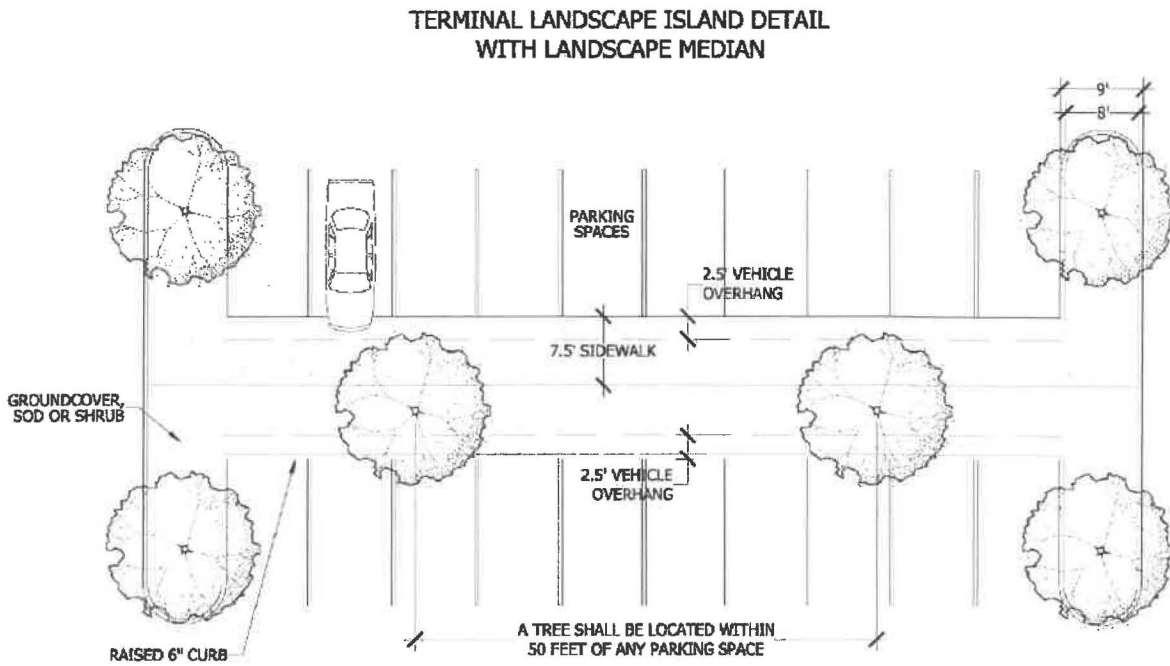 TERMINAL LANDSCAPE ISLAND DETAIL
WITH LANDSCAPE MEDIAN
9'
8'
PARKING
SPACES
2.5' VEHICLE
OVERHANG
7.5' SIDEWALK
GROUNDCOVER,
SOD OR SHRUB
2.5' VEHICLE
OVERHANG
A TREE SHALL BE LOCATED WITHIN
50 FEET OF ANY PARKING SPACE
RAISED 6" CURB